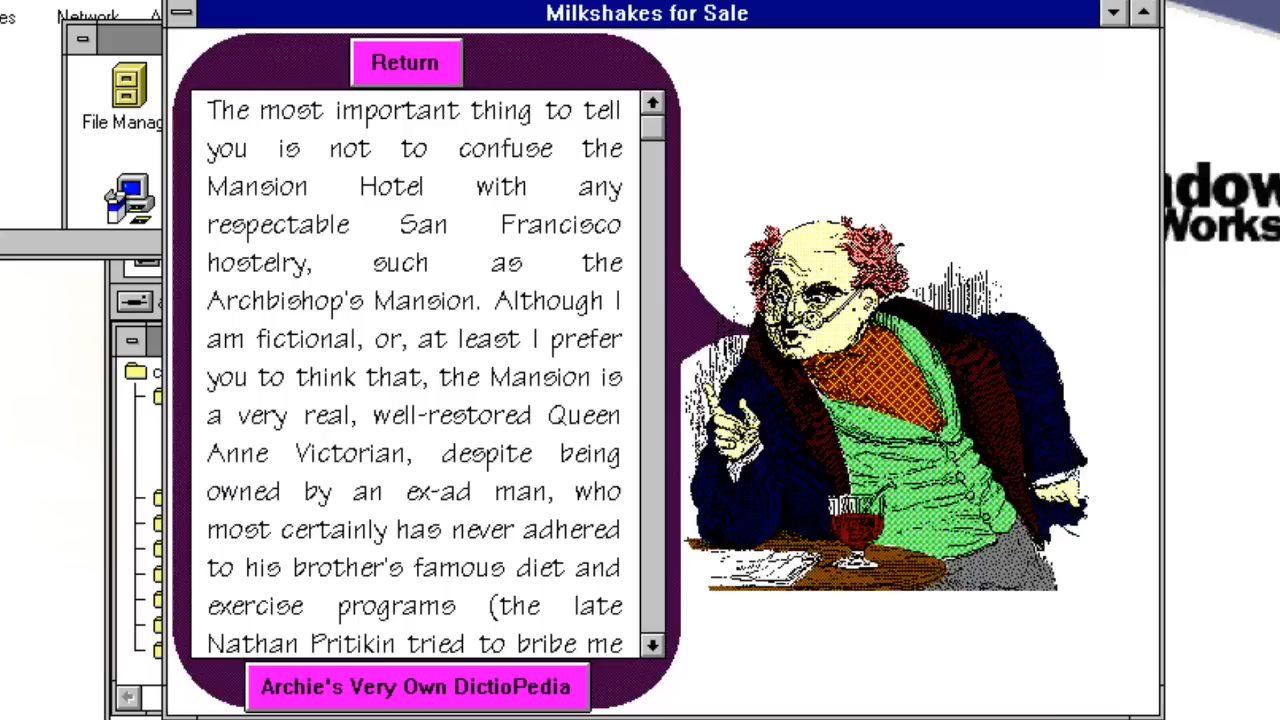 Network
Milkshakes for Sale
Return
File Manag
The most important thing to tell
you is not to confuse the
Mansion Hotel with any
respectable San Francisco
hostelry, such as the
Archbishop's Mansion. Although I
am fictional, or, at least I prefer
you to think that, the Mansion is
a very real, well-restored Queen
Anne Victorian, despite being
owned by an ex-ad man, who
most certainly has never adhered
to his brother's famous diet and
exercise programs (the late
Nathan Pritikin tried to bribe me
Archie's Very Own DictioPedia
ndow
Works